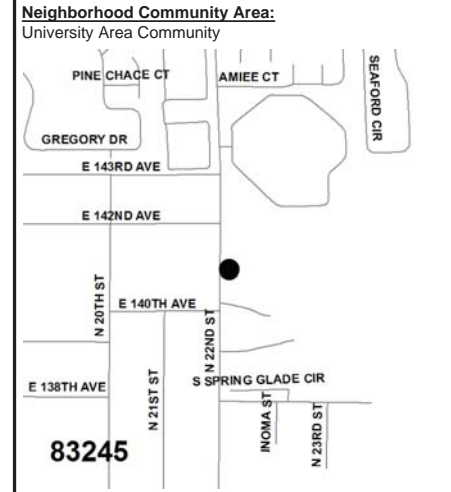 Neighborhood Community Area:
University Area Community
PINE CHACE CT
AMIEE CT
SEAFORD CIR
GREGORY DR
E 143RD AVE
E 142ND AVE
N 20TH ST
E 140TH AVE
N 22ND ST
S SPRING GLADE CIR
E 138TH AVE
N 21ST ST
INOMA ST
N 23RD ST
83245